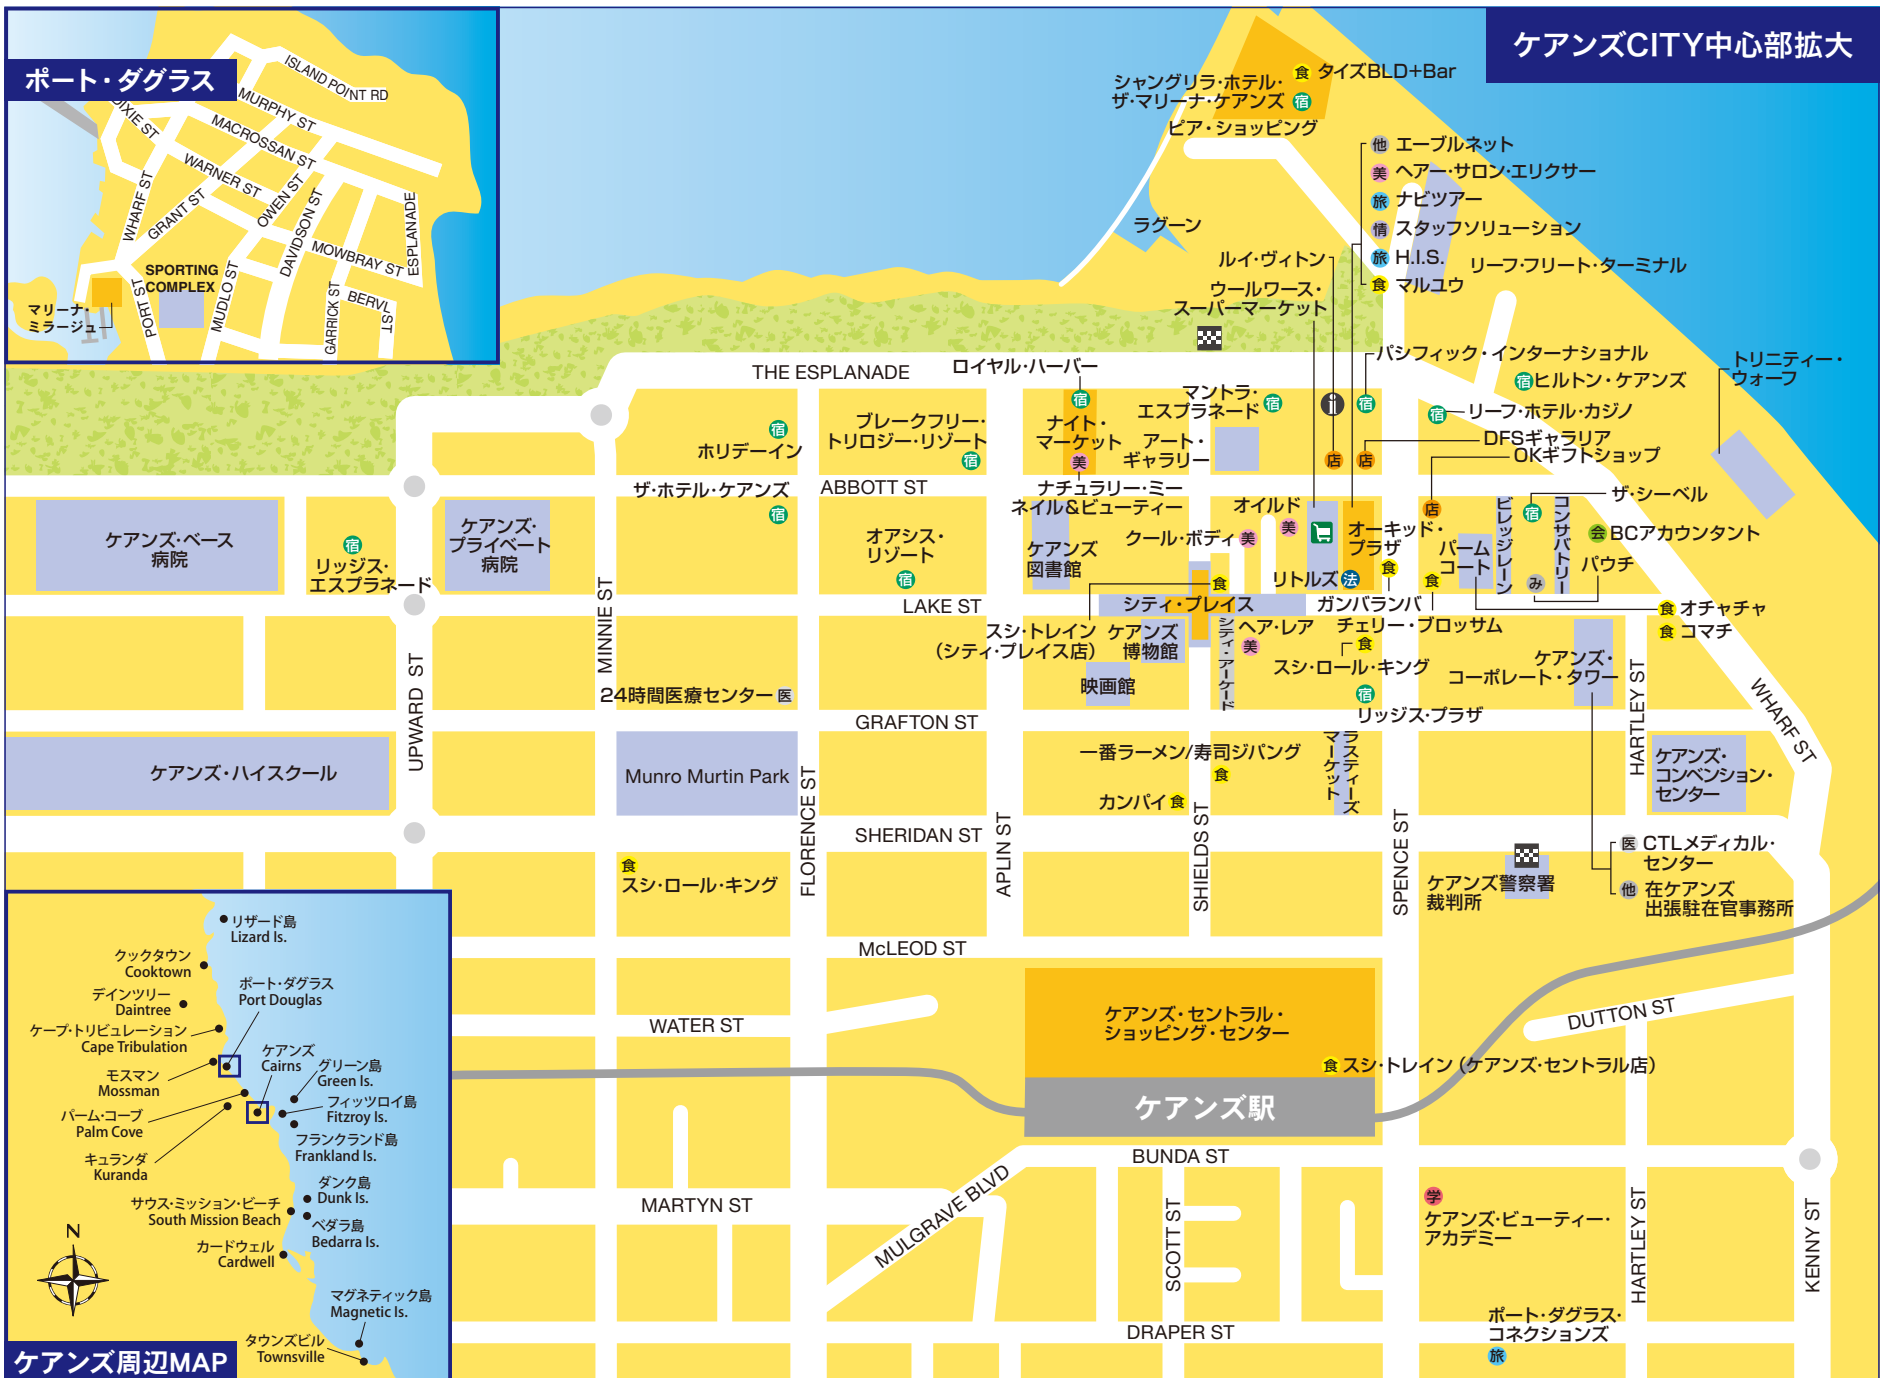 ポート・ダグラス
ISLAND POINT RD
MURPHY ST
DIXIE ST
MACROSSAN ST
WARNER ST
OWEN ST
WHARF ST
GRANT ST
DAVIDSON ST
ESPLANADE
MOWBRAY ST
SPORTING
COMPLEX
MUDLO ST
PORT ST
GARRICK ST
BERVL
ST
マリーナ・
ミラージュ
ケアンズCITY中心部拡大
食 タイズBLD+Bar
シャングリラ・ホテル・
ザ・マリーナ・ケアンズ 宿
ピア・ショッピング
他 エーブルネット
美 ヘアー・サロン・エリクサー
旅 ナビツアー
情 スタッフソリューション
旅 H.I.S.
食 マルユウ
リーフ・フリート・ターミナル
ラグーン
ルイ・ヴィトン
ウールワース・
スーパーマーケット
パシフィック・インターナショナル
宿 ヒルトン・ケアンズ
トリニティー・
ウォーフ
宿 リーフ・ホテル・カジノ
DFSギャラリア
OKギフトショップ
THE ESPLANADE
ロイヤル・ハーバー
宿
ナイト・
マーケット
美
マントラ・
エスプラネード 宿
i
宿
アート・
ギャラリー
店
店
店
宿
ホリデーイン
ブレークフリー・
トリロジー・リゾート
宿
ザ・ホテル・ケアンズ
宿
ABBOTT ST
ナチュラリー・ミー
ネイル&ビューティー
オイルド
美
クール・ボディ 美
オーキッド・
プラザ
ビレッジレーン
コンサバトリー
ザ・シーベル
宿
会 BCアカウンタント
パウチ
み
パーム
コート
ケアンズ・ベース
病院
宿
リッジス・
エスプラネード
ケアンズ・
プライベート
病院
オアシス・
リゾート
宿
ケアンズ
図書館
食
リトルズ 法
食
食
LAKE ST
シティ・プレイス
ガンバランバ
チェリー・ブロッサム
食 オチャチャ
食 コマチ
スシ・トレイン
(シティ・プレイス店)
ケアンズ
博物館
シティ・アーケード
ヘア・レア
美
食
スシ・ロール・キング
映画館
宿
リッジス・プラザ
ケアンズ・
コーポレート・タワー
24時間医療センター 医
UPWARD ST
MINNIE ST
GRAFTON ST
HARTLEY ST
WHARF ST
ケアンズ・ハイスクール
Munro Murtin Park
一番ラーメン/寿司ジパング
食
カンパイ 食
ラスティーズ
マーケット
ケアンズ・
コンベンション・
センター
FLORENCE ST
APLIN ST
SHIELDS ST
SPENCE ST
SHERIDAN ST
食
スシ・ロール・キング
ケアンズ警察署
裁判所
医 CTLメディカル・
センター
他 在ケアンズ
出張駐在官事務所
McLEOD ST
WATER ST
ケアンズ・セントラル・
ショッピング・センター
食 スシ・トレイン (ケアンズ・セントラル店)
ケアンズ駅
DUTTON ST
BUNDA ST
MARTYN ST
MULGRAVE BLVD
SCOTT ST
学
ケアンズ・ビューティー・
アカデミー
HARTLEY ST
KENNY ST
DRAPER ST
ポート・ダグラス・
コネクションズ
旅
リザード島
Lizard Is.
クックタウン
Cooktown
ポート・ダグラス
Port Douglas
デインツリー
Daintree
ケープ・トリビュレーション
Cape Tribulation
ケアンズ
Cairns
モスマン
Mossman
グリーン島
Green Is.
フィッツロイ島
Fitzroy Is.
パーム・コーブ
Palm Cove
フランクランド島
Frankland Is.
キュランダ
Kuranda
ダンク島
Dunk Is.
サウス・ミッション・ビーチ
South Mission Beach
ベダラ島
Bedarra Is.
カードウェル
Cardwell
N
マグネティック島
Magnetic Is.
タウンズビル
Townsville
ケアンズ周辺MAP